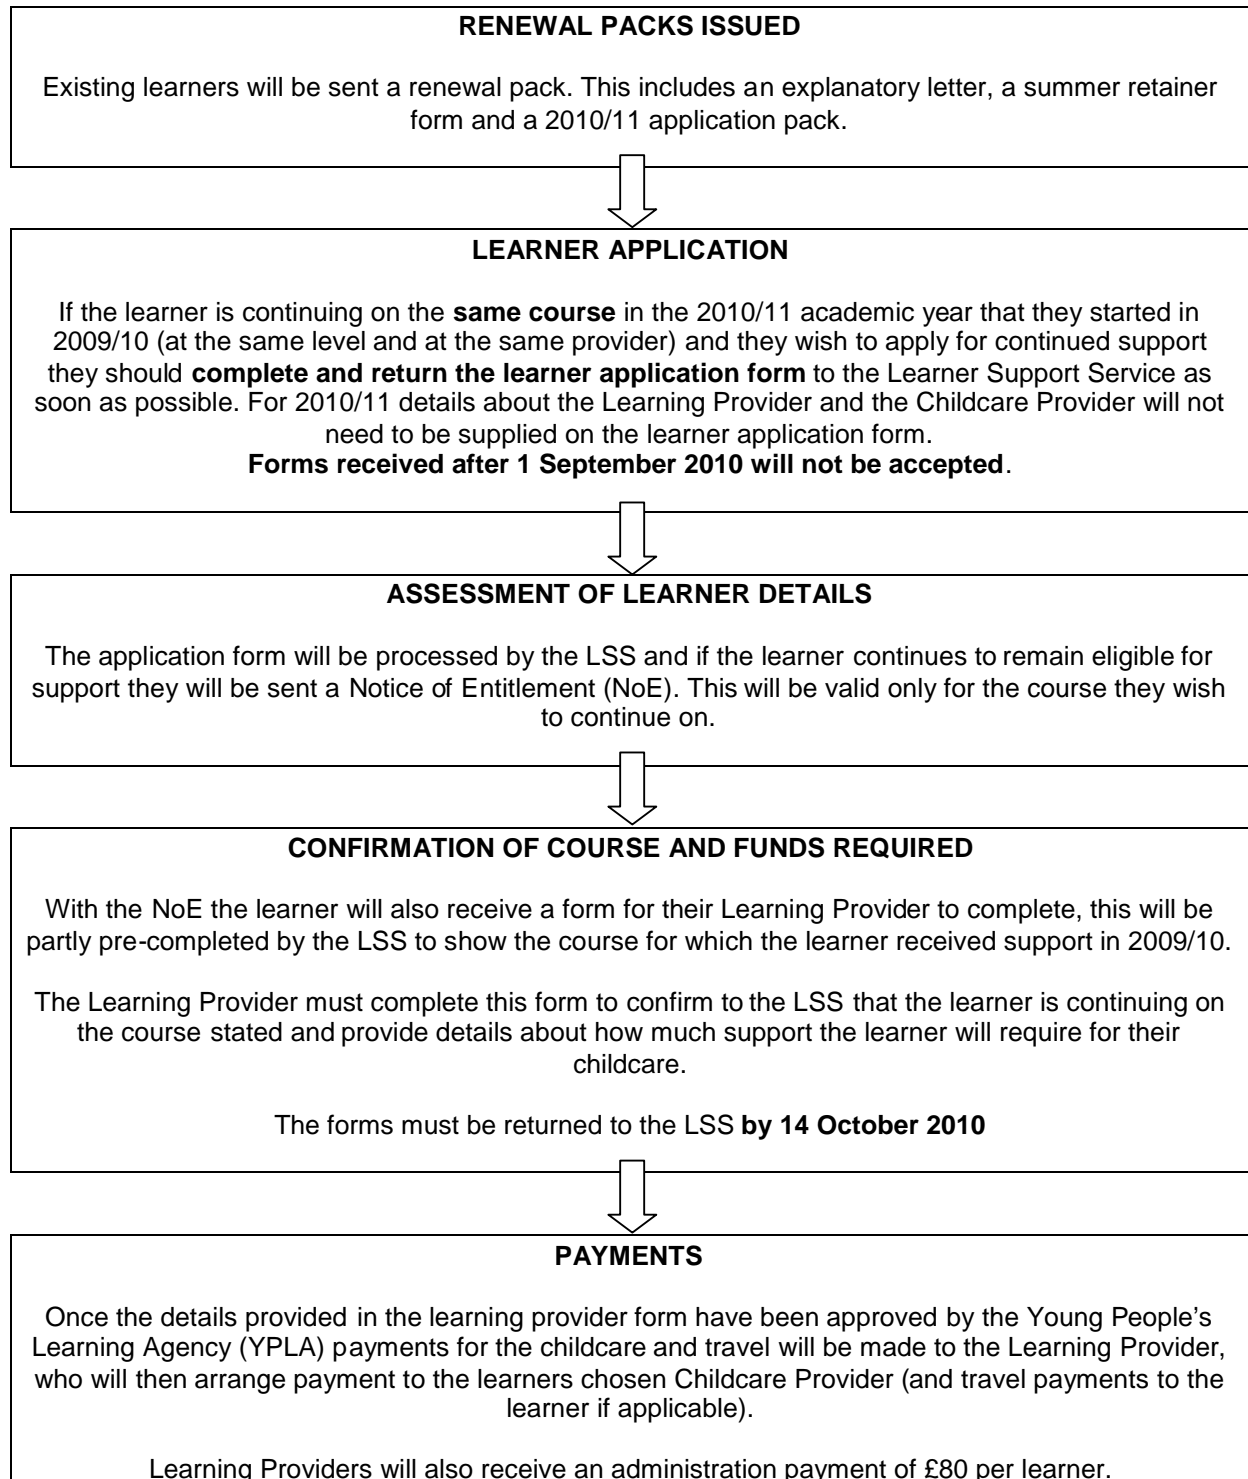 RENEWAL PACKS ISSUED
Existing learners will be sent a renewal pack. This includes an explanatory letter, a summer retainer
form and a 2010/11 application pack.
LEARNER APPLICATION
If the learner is continuing on the same course in the 2010/11 academic year that they started in
2009/10 (at the same level and at the same provider) and they wish to apply for continued support
they should complete and return the learner application form to the Learner Support Service as
soon as possible. For 2010/11 details about the Learning Provider and the Childcare Provider will not
need to be supplied on the learner application form.
Forms received after 1 September 2010 will not be accepted.
ASSESSMENT OF LEARNER DETAILS
The application form will be processed by the LSS and if the learner continues to remain eligible for
support they will be sent a Notice of Entitlement (NoE). This will be valid only for the course they wish
to continue on.
CONFIRMATION OF COURSE AND FUNDS REQUIRED
With the NoE the learner will also receive a form for their Learning Provider to complete, this will be
partly pre-completed by the LSS to show the course for which the learner received support in 2009/10.
The Learning Provider must complete this form to confirm to the LSS that the learner is continuing on
the course stated and provide details about how much support the learner will require for their
childcare.
The forms must be returned to the LSS by 14 October 2010
PAYMENTS
Once the details provided in the learning provider form have been approved by the Young People's
Learning Agency (YPLA) payments for the childcare and travel will be made to the Learning Provider,
who will then arrange payment to the learners chosen Childcare Provider (and travel payments to the
learner if applicable).
Learning Providers will also receive an administration payment of £80 per learner.